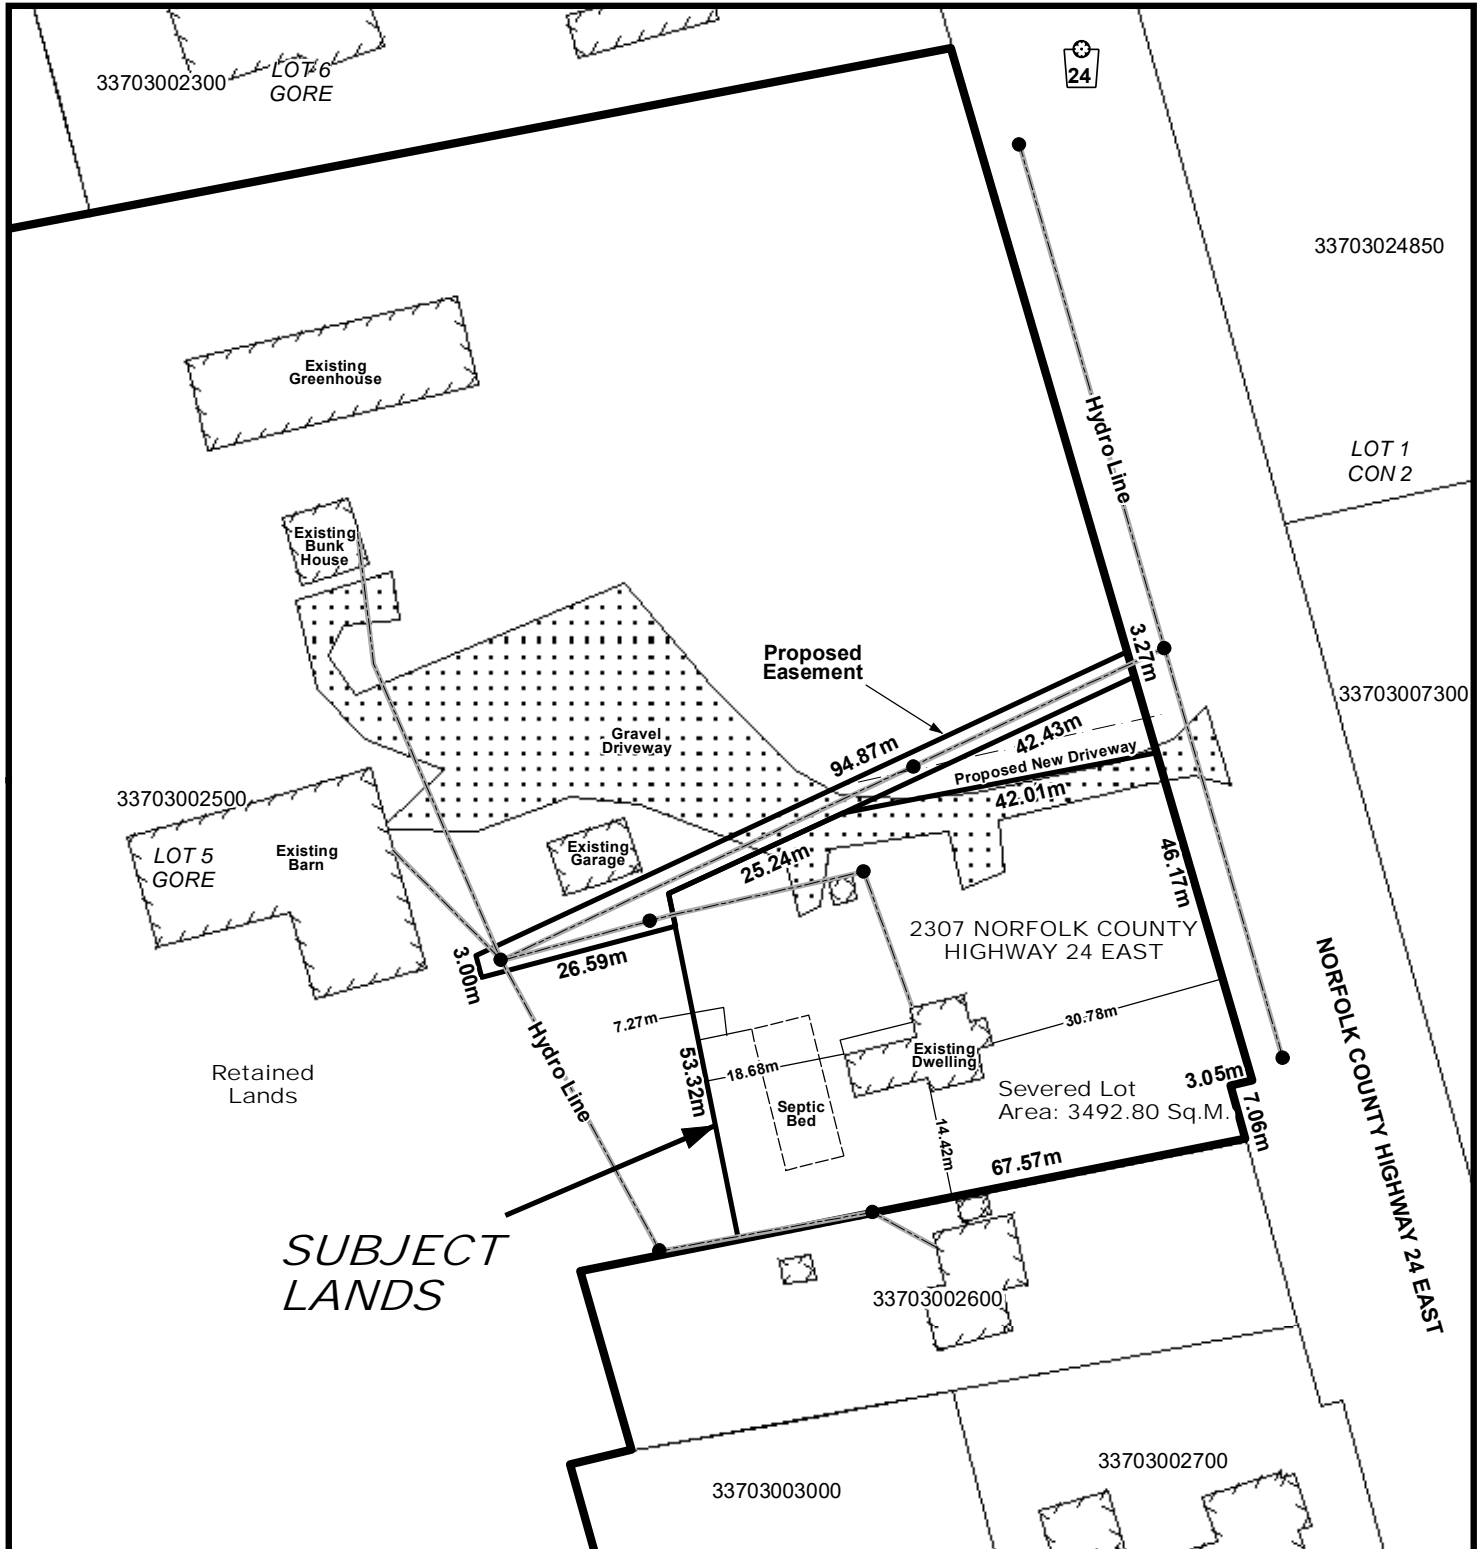 24
33703002300
LOT 6
GORE
33703024850
Existing
Greenhouse
Hydro Line
LOT 1
CON 2
Existing
Bunk
House
Proposed
Easement
3.27m
33703007300
Gravel
Driveway
94.87m
42.43m
Proposed New Driveway
42.01m
33703002500
LOT 5
GORE
Existing
Barn
Existing
Garage
25.24m
46.17m
2307 NORFOLK COUNTY
HIGHWAY 24 EAST
3.00m
26.59m
7.27m
30.78m
Hydro Line
53.32m
18.68m
Existing
Dwelling
Retained
Lands
Septic
Bed
Severed Lot
Area: 3492.80 Sq.M.
3.05m
7.06m
14.42m
67.57m
NORFOLK COUNTY HIGHWAY 24 EAST
SUBJECT
LANDS
33703002600
33703002700
33703003000